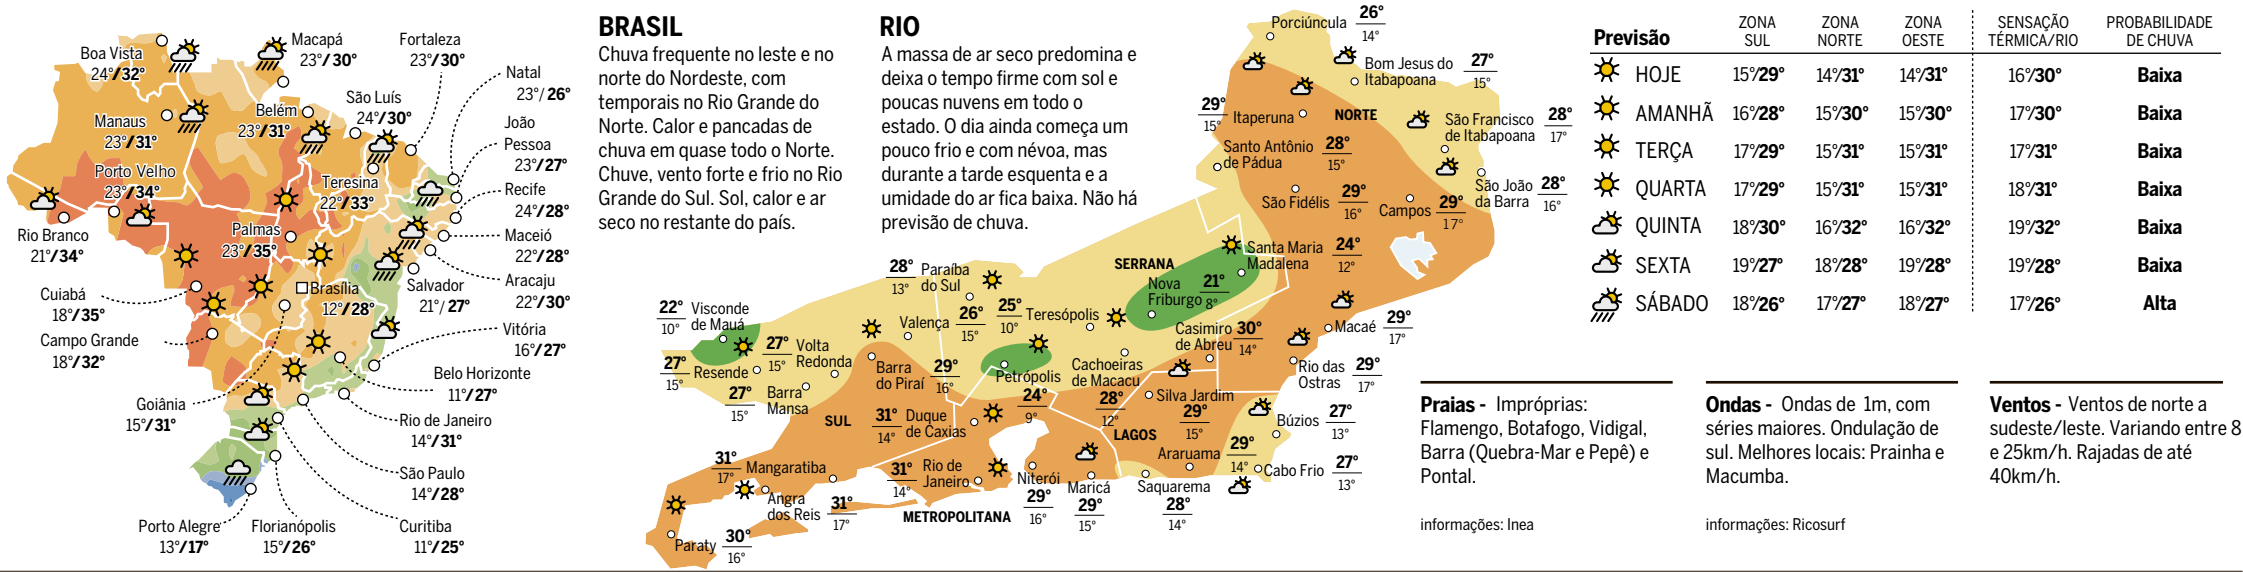 Boa Vista
24°/32°
Macapá
23°/30°
Fortaleza
23°/30°
Natal
23°/26°
João
Pessoa
23°/27°
Recife
24°/28°
Maceió
22°/28°
Aracaju
22°/30°
Vitória
16°/27°
Belo Horizonte
11°/27°
Rio de Janeiro
14°/31°
São Paulo
14°/28°
Curitiba
11°/25°
Florianópolis
15°/26°
Porto Alegre
13°/17°
Goiânia
15°/31°
Campo Grande
18°/32°
Cuiabá
18°/35°
Rio Branco
21°/34°
Porto Velho
23°/34°
Manaus
23°/31°
Belém
23°/31°
São Luís
24°/30°
Teresina
22°/33°
Palmas
23°/35°
Brasília
12°/28°
Salvador
21°/27°
BRASIL
Chuva frequente no leste e no
norte do Nordeste, com
temporais no Rio Grande do
Norte. Calor e pancadas de
chuva em quase todo o Norte.
Chuve, vento forte e frio no Rio
Grande do Sul. Sol, calor e ar
seco no restante do país.
RIO
A massa de ar seco predomina e
deixa o tempo firme com sol e
poucas nuvens em todo o
estado. O dia ainda começa um
pouco frio e com névoa, mas
durante a tarde esquenta e a
umidade do ar fica baixa. Não há
previsão de chuva.
Porciúncula 26°
14°
Bom Jesus do
Itabapoana 27°
15°
29°
15° Itaperuna
NORTE
São Francisco
de Itabapoana 28°
17°
Santo Antônio
de Pádua 28°
15°
São João
da Barra 28°
16°
São Fidélis 29°
16°
Campos 29°
17°
Santa Maria
Madalena 24°
12°
SERRANA
Nova
Friburgo 21°
8°
28°
13° Paraíba
do Sul
22°
10° Visconde
de Mauá
Valença 26°
15°
25°
10° Teresópolis
Casimiro
de Abreu 30°
14°
Macaé 29°
17°
27°
15° Volta
Redonda
27°
15° Resende
27°
15° Barra
Mansa
Barra
do Piraí 29°
16°
Petrópolis
24°
9°
Cachoeiras
de Macacu
28°
12°
Rio das
Ostras 29°
17°
Silva Jardim
29°
15°
SUL
31°
14° Duque
de Caxias
LAGOS
Búzios 27°
13°
Araruama 29°
14°
Cabo Frio 27°
13°
31°
17° Mangaratiba
31°
14° Rio de
Janeiro
Niterói
29°
16°
Maricá
29°
15°
Saquarema
28°
14°
Angra
dos Reis 31°
17°
METROPOLITANA
Paraty 30°
16°
Previsão ZONA SUL ZONA NORTE ZONA OESTE SENSAÇÃO TÉRMICA/RIO PROBABILIDADE DE CHUVA
HOJE 15°/29° 14°/31° 14°/31° 16°/30° Baixa
AMANHÃ 16°/28° 15°/30° 15°/30° 17°/30° Baixa
TERÇA 17°/29° 15°/31° 15°/31° 17°/31° Baixa
QUARTA 17°/29° 15°/31° 15°/31° 18°/31° Baixa
QUINTA 18°/30° 16°/32° 16°/32° 19°/32° Baixa
SEXTA 19°/27° 18°/28° 19°/28° 19°/28° Baixa
SÁBADO 18°/26° 17°/27° 18°/27° 17°/26° Alta
Praias - Impróprias:
Flamengo, Botafogo, Vidigal,
Barra (Quebra-Mar e Pepê) e
Pontal.
informações: Inea
Ondas - Ondas de 1m, com
séries maiores. Ondulação de
sul. Melhores locais: Prainha e
Macumba.
informações: Ricosurf
Ventos - Ventos de norte a
sudeste/leste. Variando entre 8
e 25km/h. Rajadas de até
40km/h.